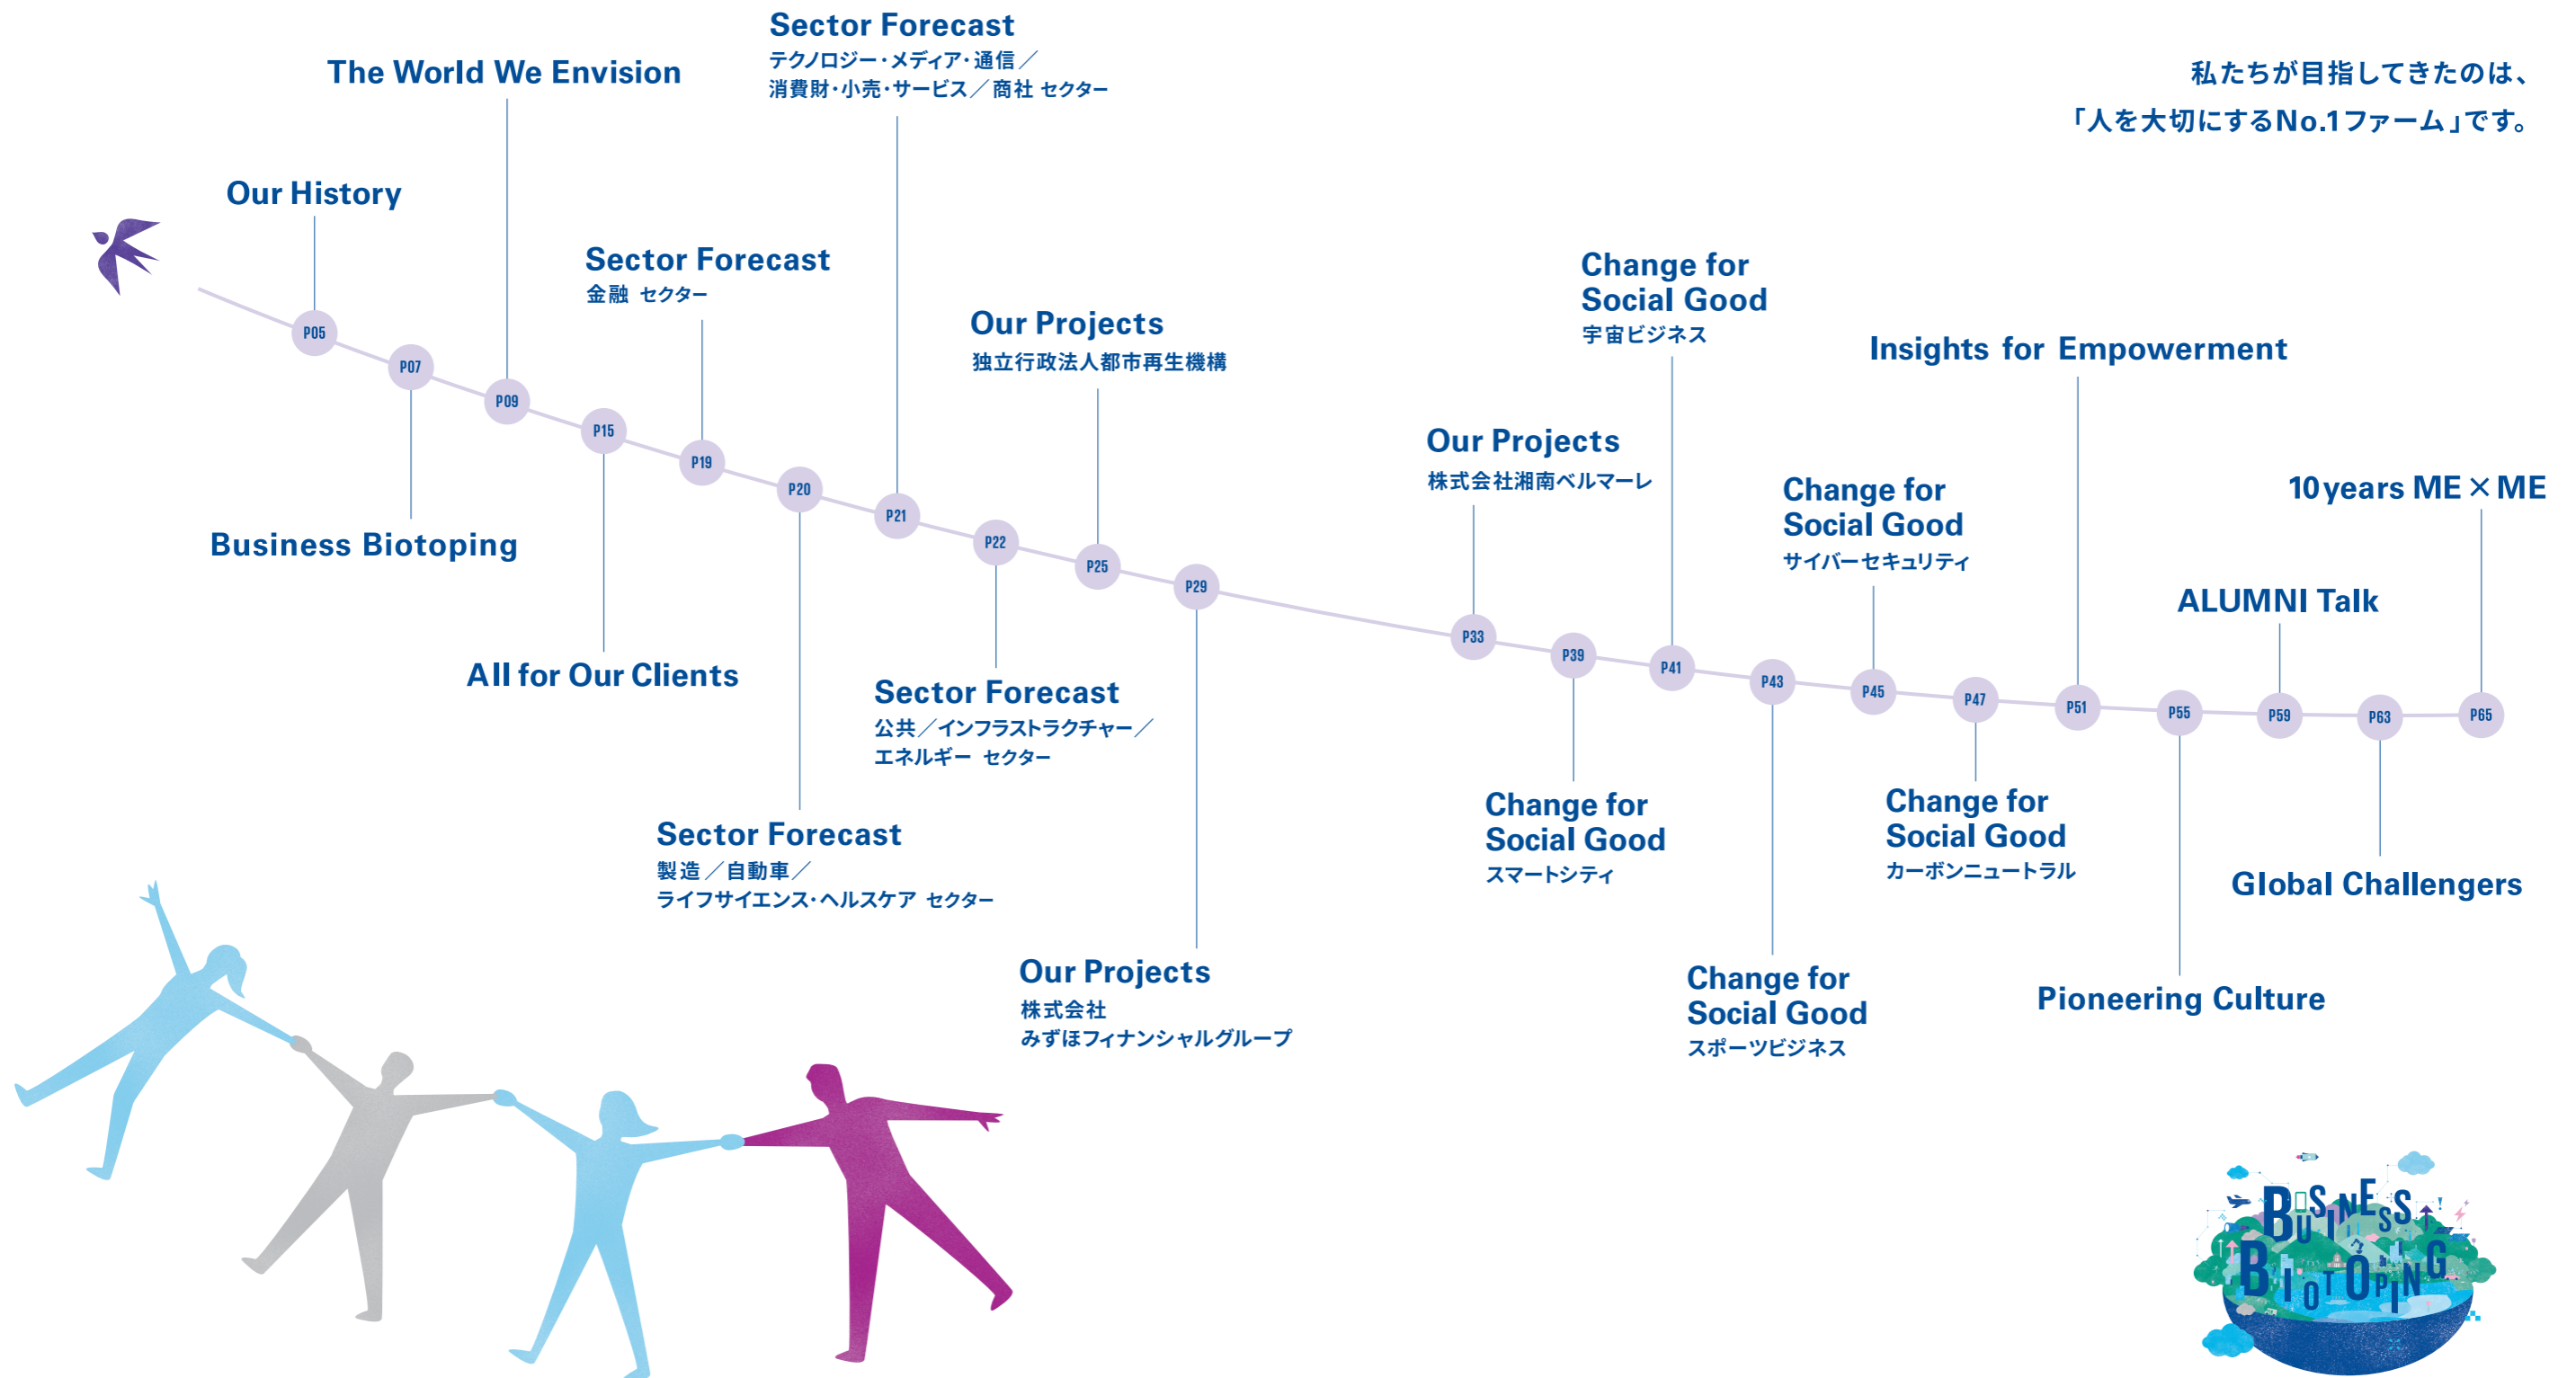 私たちが目指してきたのは、
「人を大切にするNo.1ファーム」です。
Our History
P05
P07
Business Biotoping
The World We Envision
P09
P15
All for Our Clients
Sector Forecast
金融 セクター
P19
P20
Sector Forecast
製造／自動車／
ライフサイエンス・ヘルスケア セクター
Sector Forecast
テクノロジー・メディア・通信／
消費財・小売・サービス／商社 セクター
P21
P22
Sector Forecast
公共／インフラストラクチャー／
エネルギー セクター
Our Projects
独立行政法人都市再生機構
P25
P29
Our Projects
株式会社
みずほフィナンシャルグループ
Our Projects
株式会社湘南ベルマーレ
P33
P39
Change for
Social Good
スマートシティ
Change for
Social Good
宇宙ビジネス
P41
P43
Change for
Social Good
スポーツビジネス
Change for
Social Good
サイバーセキュリティ
P45
P47
Change for
Social Good
カーボンニュートラル
Insights for Empowerment
P51
P55
Pioneering Culture
ALUMNI Talk
P59
P63
Global Challengers
10years ME×ME
P65
BUSINESS
BIOTOPING